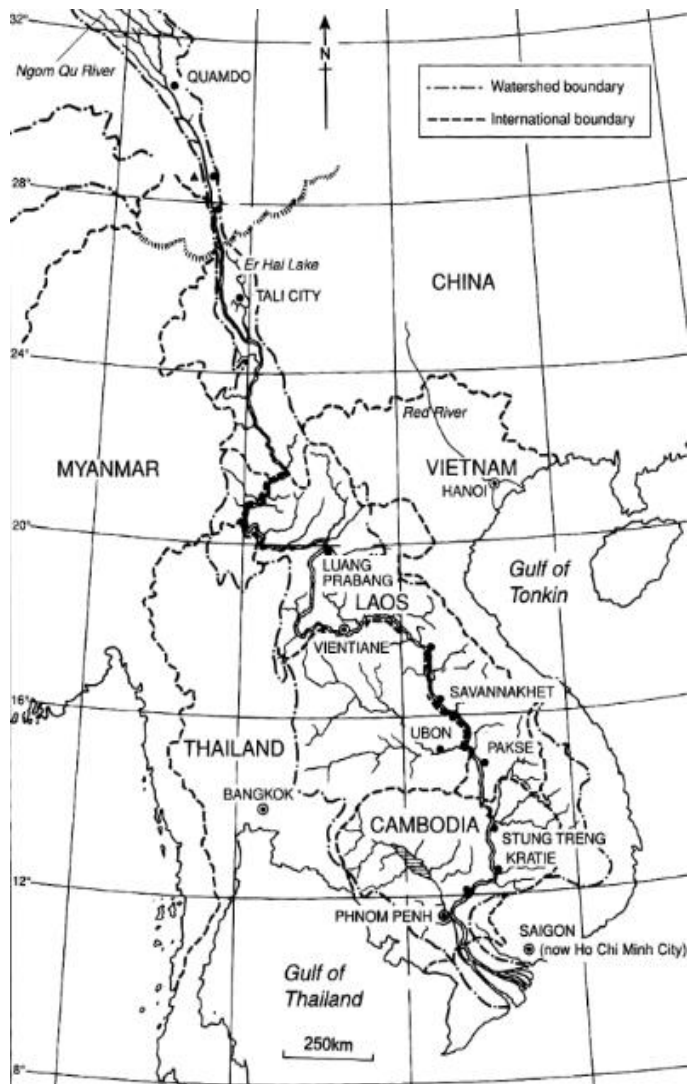 32°
Ngom Qu River
QUAMDO
N
Watershed boundary
International boundary
28°
Er Hai Lake
TALI CITY
CHINA
24°
Red River
MYANMAR
VIETNAM
HANOI
20°
LUANG
PRABANG
Gulf of
Tonkin
LAOS
VIENTIANE
SAVANNAKHET
16°
UBON
PAKSE
THAILAND
BANGKOK
CAMBODIA
STUNG TRENG
KRATIE
12°
PHNOM PENH
SAIGON
(now Ho Chi Minh City)
Gulf of
Thailand
250km
8°